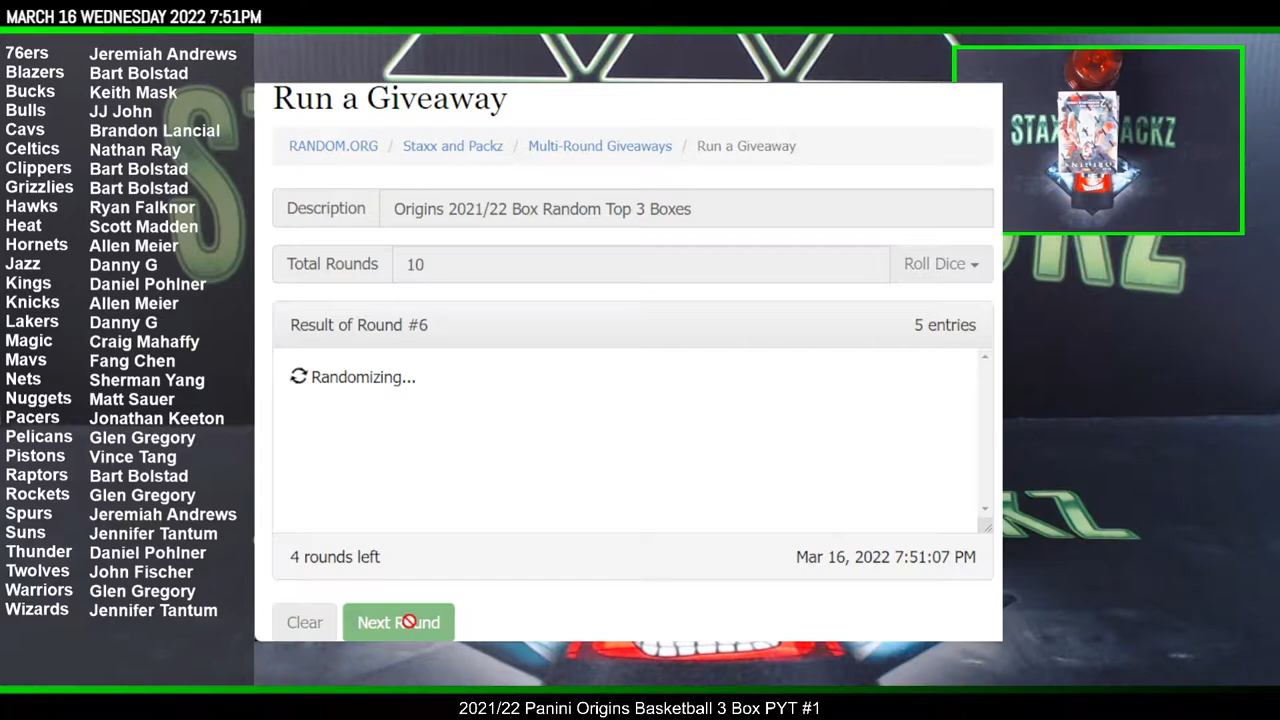 MARCH 16 WEDNESDAY 2022 7:51PM
76ers Jeremiah Andrews
Blazers Bart Bolstad
Bucks Keith Mask
Bulls JJ John
Cavs Brandon Lancial
Celtics Nathan Ray
Clippers Bart Bolstad
Grizzlies Bart Bolstad
Hawks Ryan Falknor
Heat Scott Madden
Hornets Allen Meier
Jazz Danny G
Kings Daniel Pohlner
Knicks Allen Meier
Lakers Danny G
Magic Craig Mahaffy
Mavs Fang Chen
Nets Sherman Yang
Nuggets Matt Sauer
Pacers Jonathan Keeton
Pelicans Glen Gregory
Pistons Vince Tang
Raptors Bart Bolstad
Rockets Glen Gregory
Spurs Jeremiah Andrews
Suns Jennifer Tantum
Thunder Daniel Pohlner
Twolves John Fischer
Warriors Glen Gregory
Wizards Jennifer Tantum
Run a Giveaway
RANDOM.ORG / Staxx and Packz / Multi-Round Giveaways / Run a Giveaway
Description Origins 2021/22 Box Random Top 3 Boxes
Total Rounds 10 Roll Dice
Result of Round #6 5 entries
Randomizing...
4 rounds left Mar 16, 2022 7:51:07 PM
Clear Next Round
2021/22 Panini Origins Basketball 3 Box PYT #1